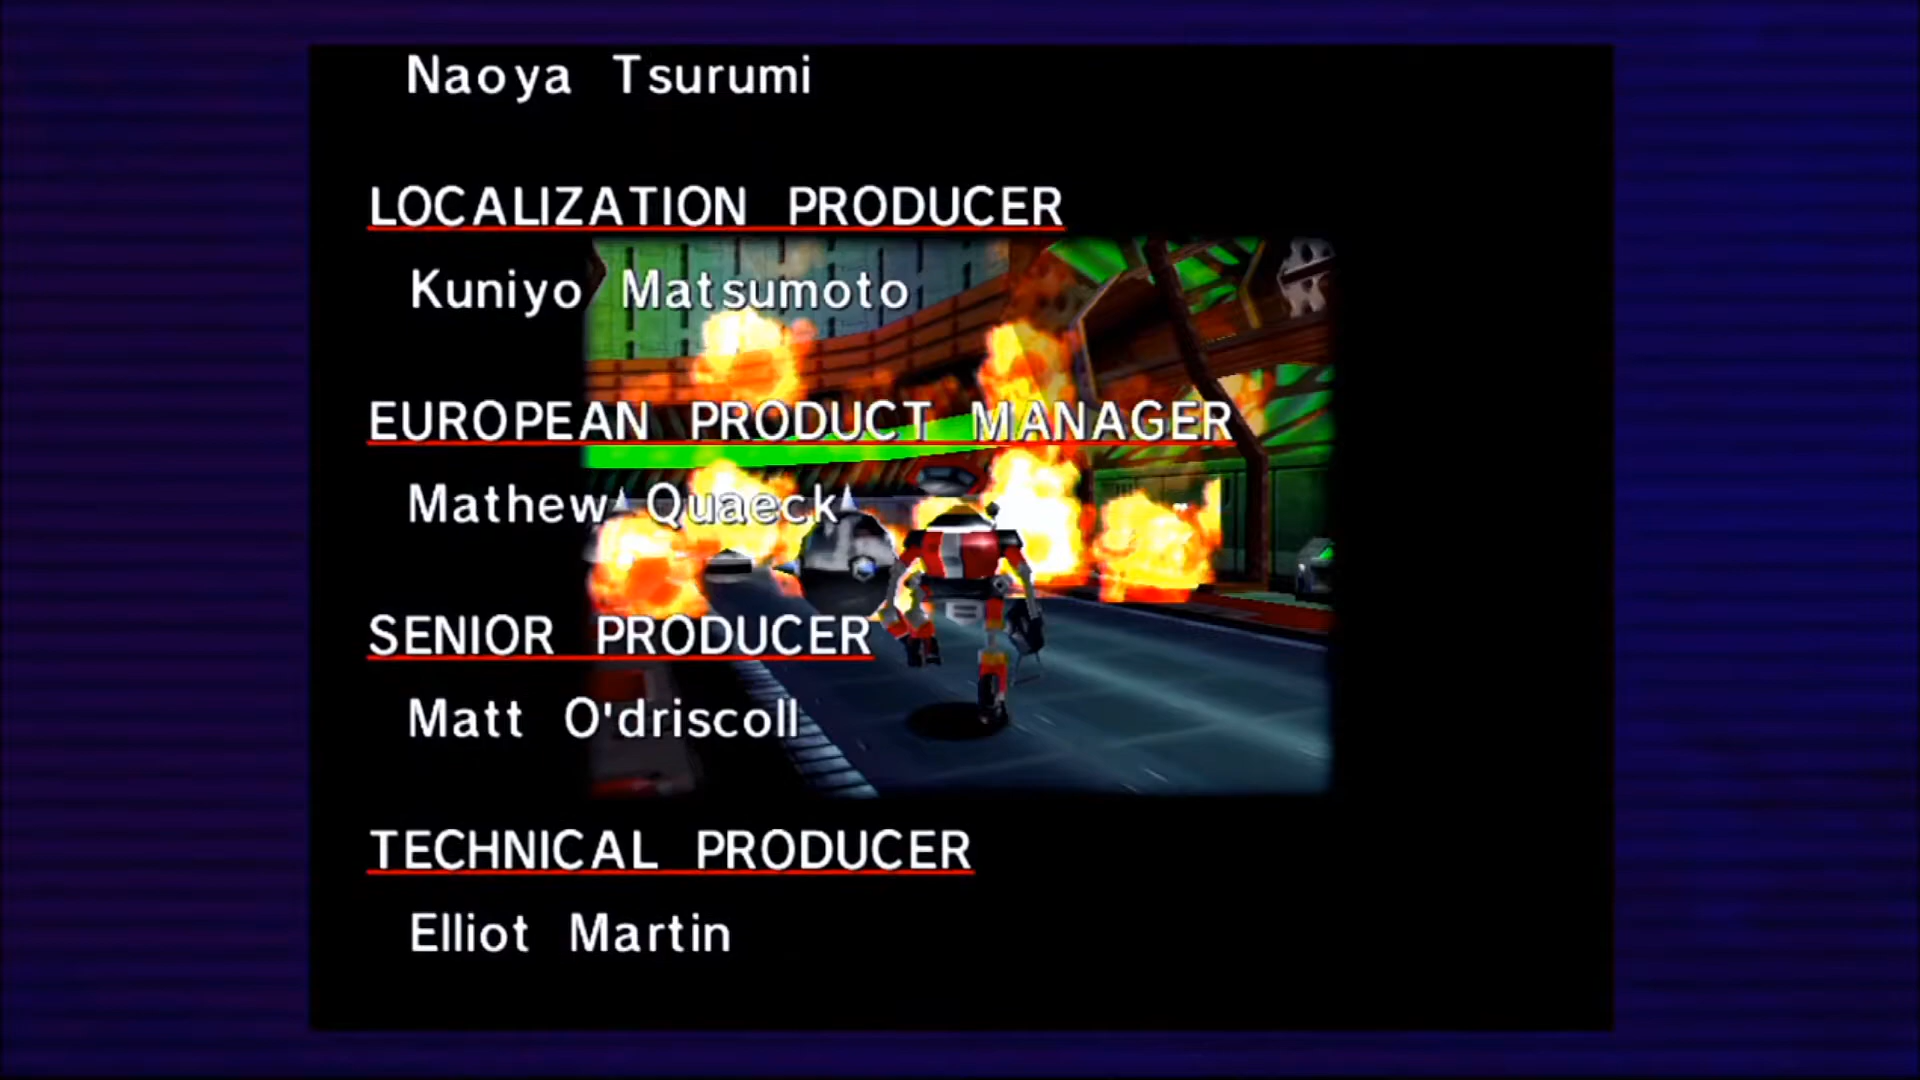 Naoya Tsurumi
LOCALIZATION PRODUCER
Kuniyo Matsumoto
EUROPEAN PRODUCT MANAGER
Mathew Quaeck
SENIOR PRODUCER
Matt O'driscoll
TECHNICAL PRODUCER
Elliot Martin